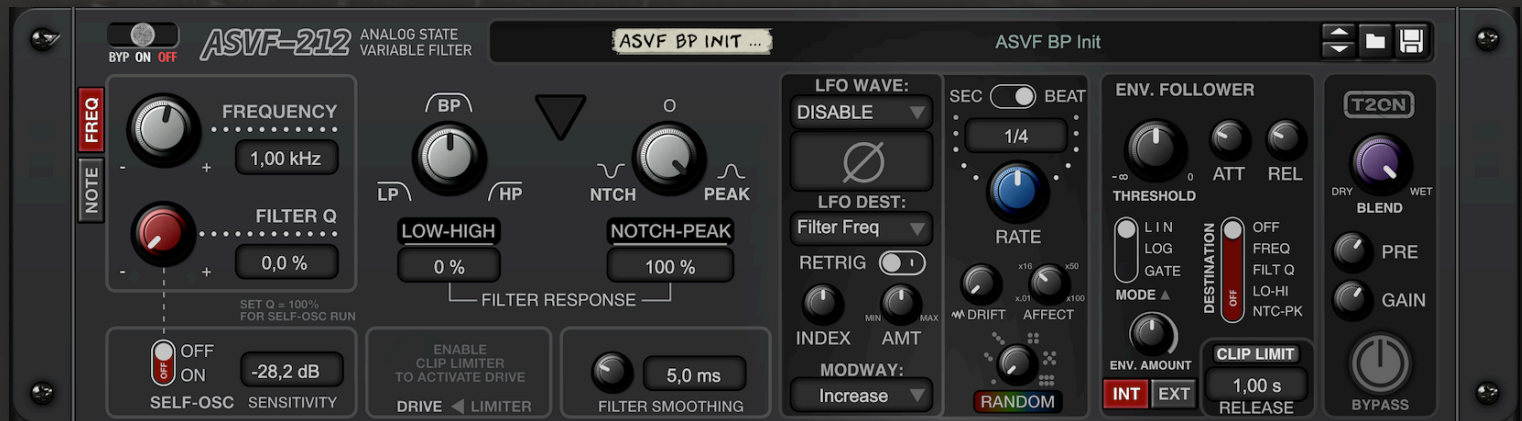 BYP ON OFF
ASVF-212
ANALOG STATE
VARIABLE FILTER
ASVF BP INIT ...
ASVF BP Init
FREQ
NOTE
FREQUENCY
- +
1,00 kHz
FILTER Q
- +
0,0 %
SET Q = 100%
FOR SELF-OSC RUN
OFF
ON
OFF
SELF-OSC
-28,2 dB
SENSITIVITY
BP
LP
HP
LOW-HIGH
0 %
O
NTCH
PEAK
NOTCH-PEAK
100 %
FILTER RESPONSE
ENABLE
CLIP LIMITER
TO ACTIVATE DRIVE
DRIVE
LIMITER
5,0 ms
FILTER SMOOTHING
LFO WAVE:
DISABLE
LFO DEST:
Filter Freq
RETRIG
INDEX
MIN MAX
AMT
MODWAY:
Increase
SEC
BEAT
1/4
RATE
x16 x50
x.01 x100
DRIFT
AFFECT
RANDOM
ENV. FOLLOWER
-∞ 0
THRESHOLD
ATT
REL
LIN
LOG
GATE
MODE
DESTINATION
OFF
OFF
FREQ
FILT Q
LO-HI
NTC-PK
ENV. AMOUNT
INT
EXT
CLIP LIMIT
1,00 s
RELEASE
T2ON
DRY
WET
BLEND
PRE
GAIN
BYPASS